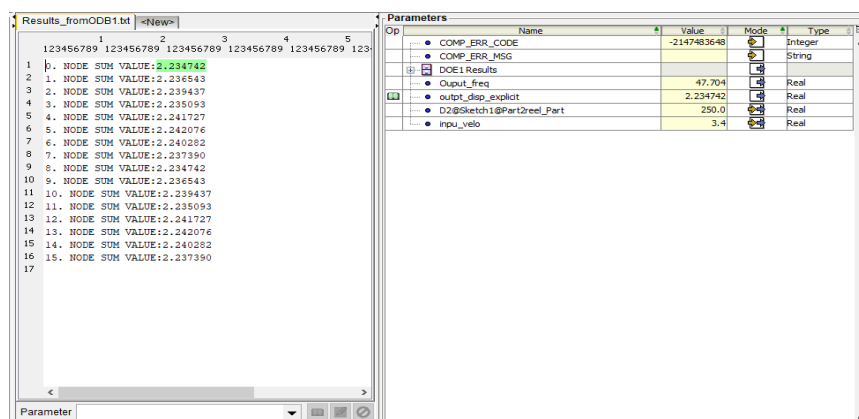 Results_fromODB1.txt <New>
1 2 3 4 5
123456789 123456789 123456789 123456789 123456789 123-
1 0. NODE SUM VALUE:2.234742
2 1. NODE SUM VALUE:2.236543
3 2. NODE SUM VALUE:2.239437
4 3. NODE SUM VALUE:2.235093
5 4. NODE SUM VALUE:2.241727
6 5. NODE SUM VALUE:2.242076
7 6. NODE SUM VALUE:2.240282
8 7. NODE SUM VALUE:2.237390
9 8. NODE SUM VALUE:2.234742
10 9. NODE SUM VALUE:2.236543
11 10. NODE SUM VALUE:2.239437
12 11. NODE SUM VALUE:2.235093
13 12. NODE SUM VALUE:2.241727
14 13. NODE SUM VALUE:2.242076
15 14. NODE SUM VALUE:2.240282
16 15. NODE SUM VALUE:2.237390
17
Parameter
Parameters
Op Name Value Mode Type
COMP_ERR_CODE -2147483648 Integer
COMP_ERR_MSG String
DOE1 Results
Ouput_freq 47.704 Real
outpt_disp_explicit 2.234742 Real
D2@Sketch1@Part2reel_Part 250.0 Real
inpu_velo 3.4 Real